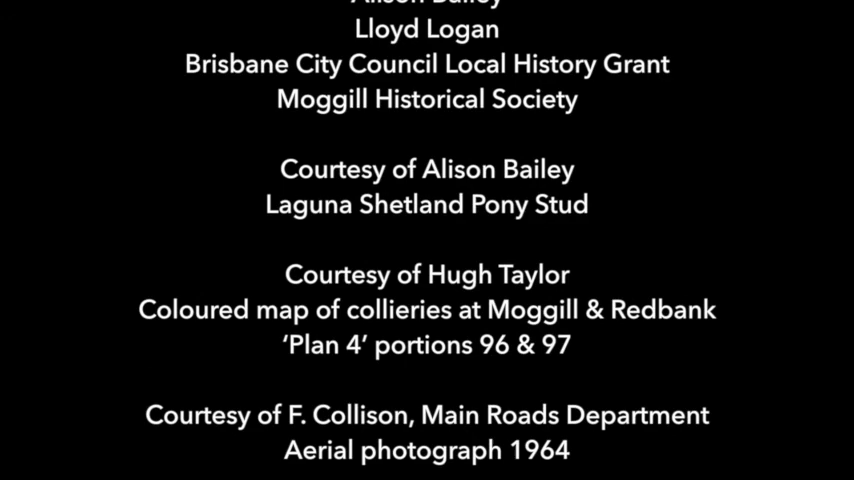 Alison Bailey
Lloyd Logan
Brisbane City Council Local History Grant
Moggill Historical Society
Courtesy of Alison Bailey
Laguna Shetland Pony Stud
Courtesy of Hugh Taylor
Coloured map of collieries at Moggill & Redbank
‘Plan 4’ portions 96 & 97
Courtesy of F. Collison, Main Roads Department
Aerial photograph 1964